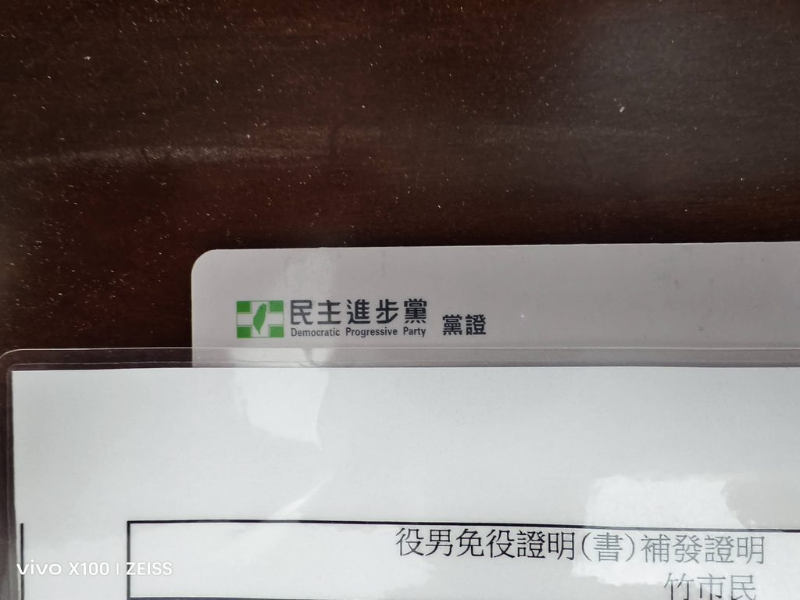 民主進步黨 黨證
Democratic Progressive Party
役男免役證明(書)補發證明
竹市民
vivo X100 | ZEISS